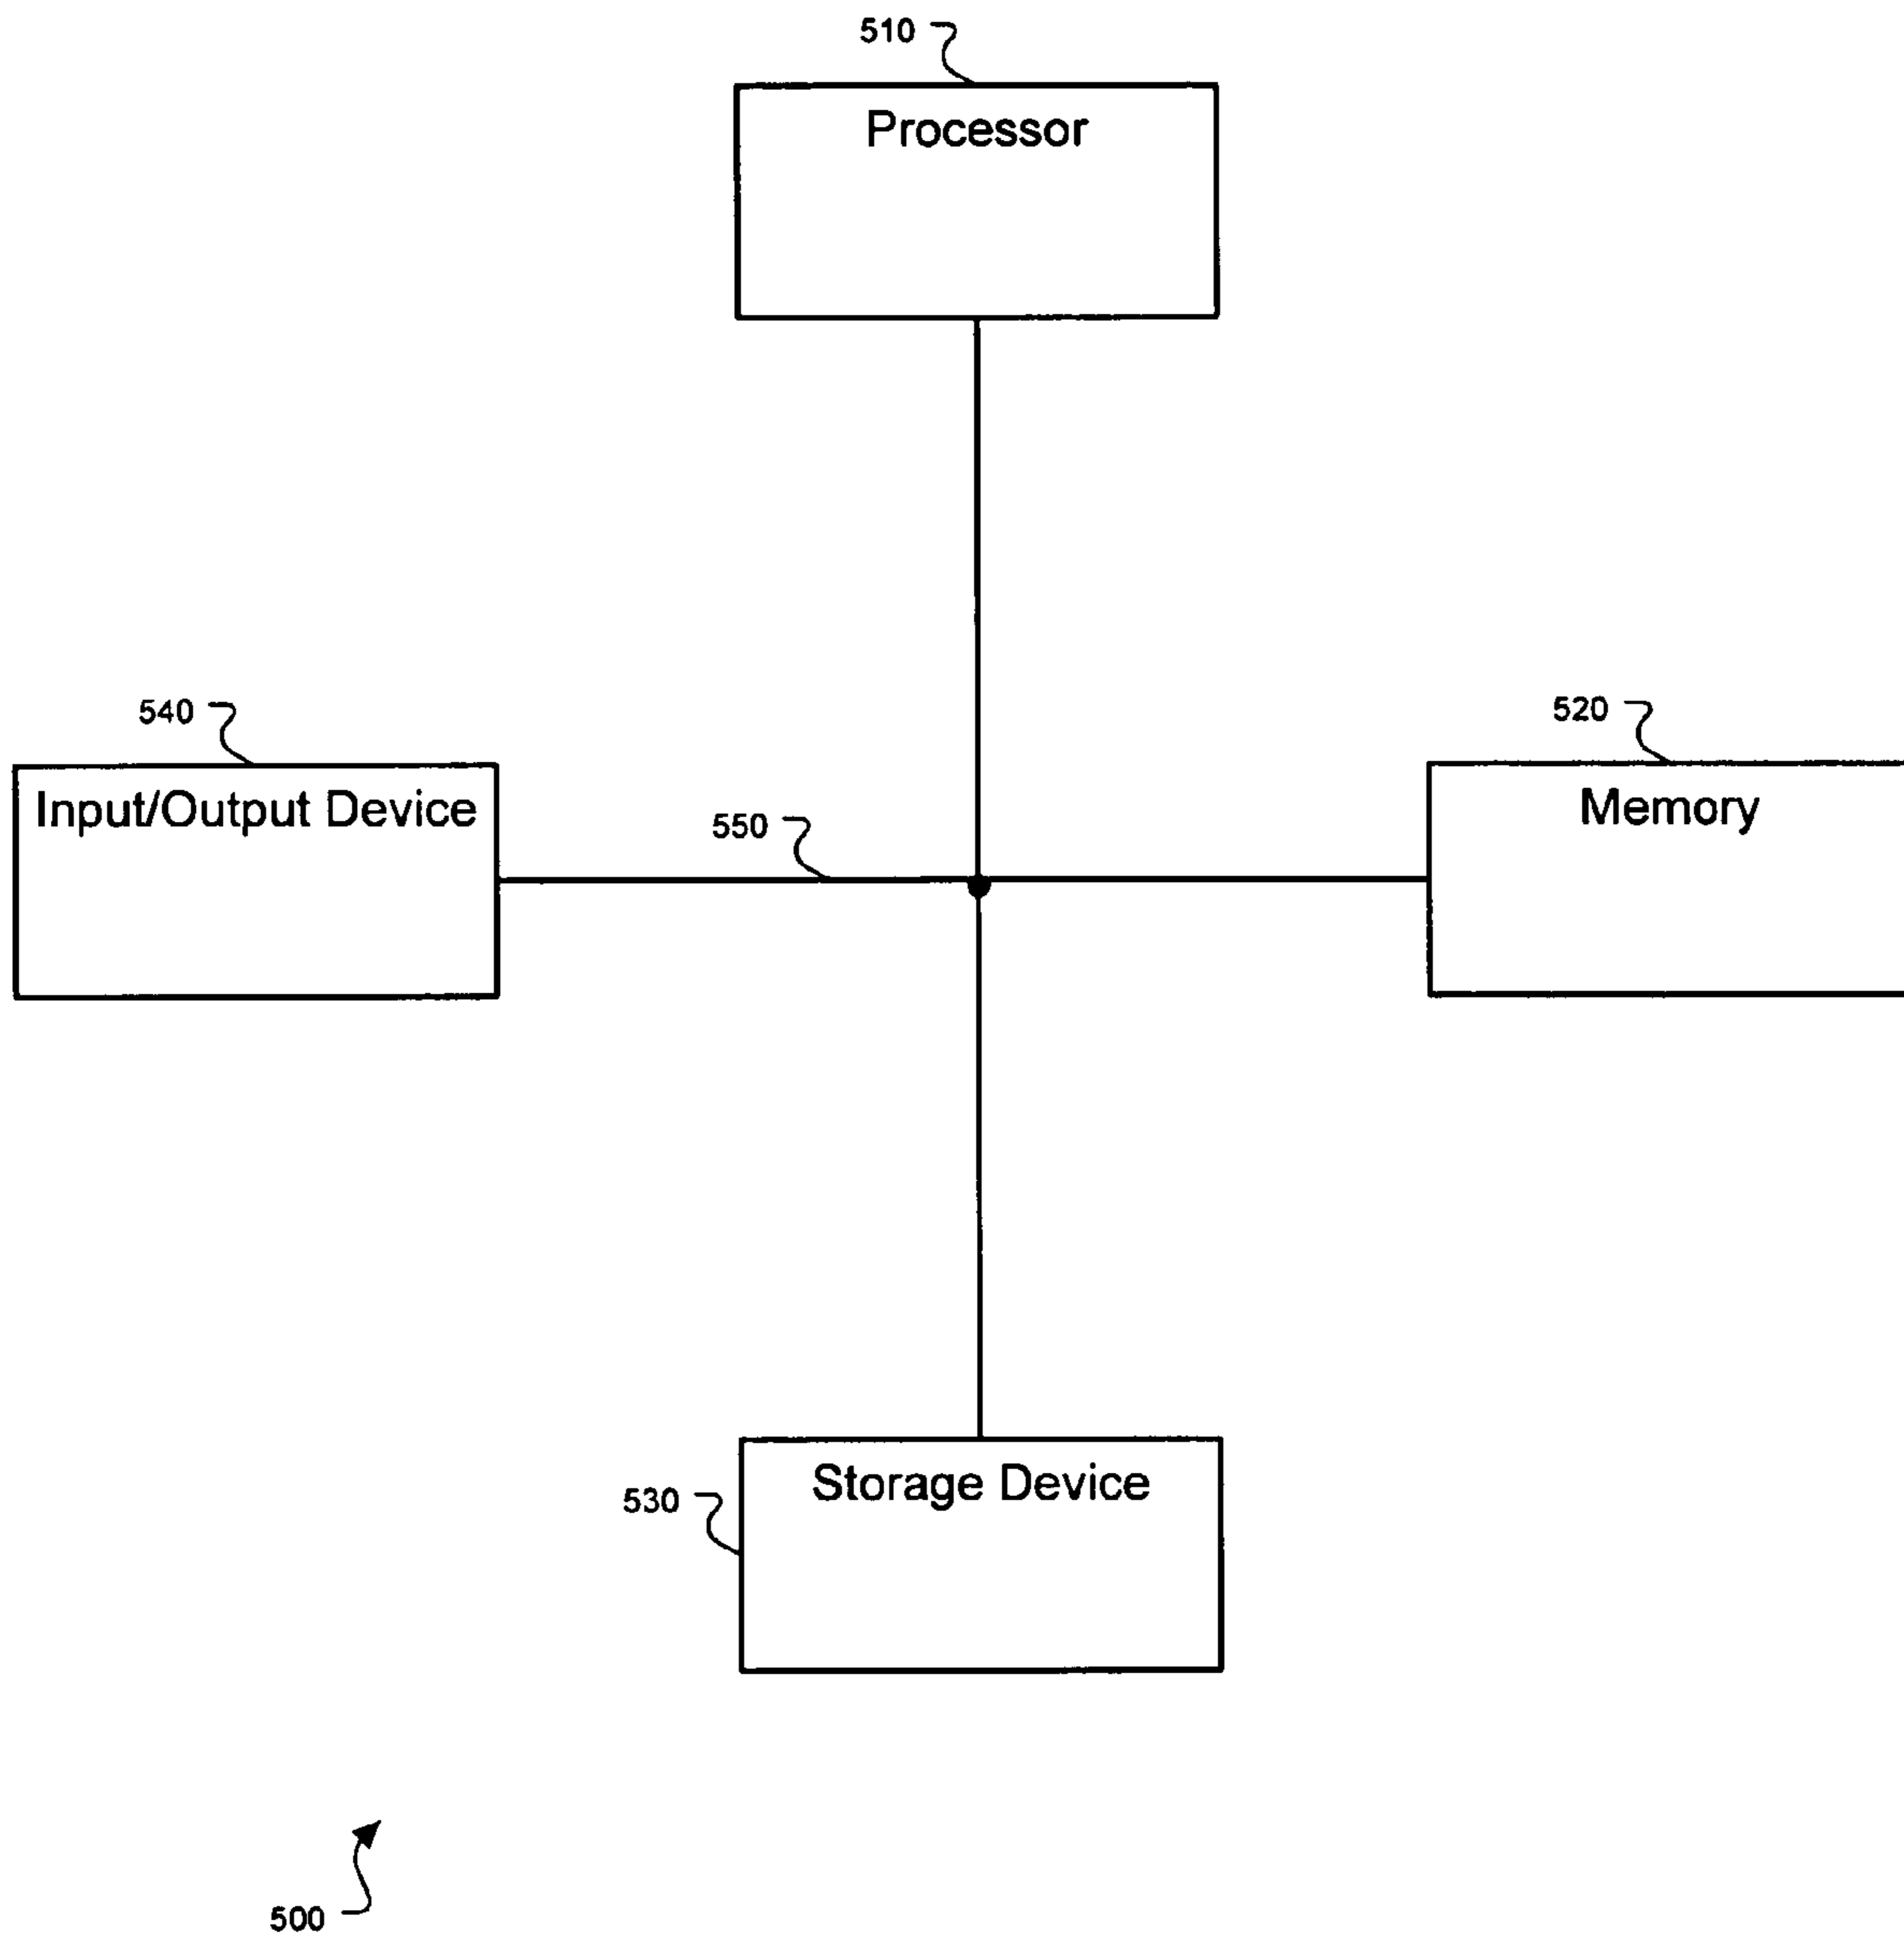 510
Processor
540
520
Input/Output Device
550
Memory
530
Storage Device
500